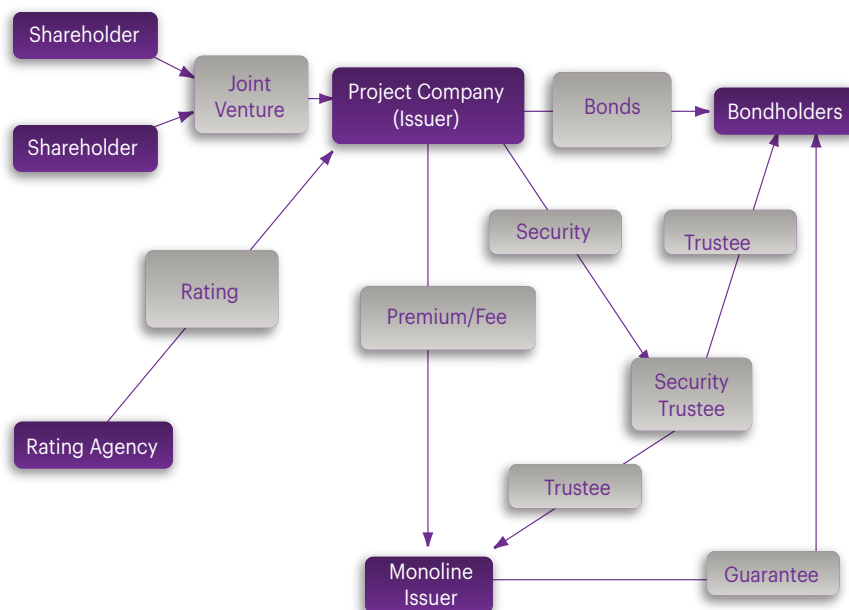 Shareholder
Joint
Venture
Project Company
(Issuer)
Bonds
Bondholders
Shareholder
Security
Trustee
Rating
Premium/Fee
Security
Trustee
Rating Agency
Trustee
Monoline
Issuer
Guarantee